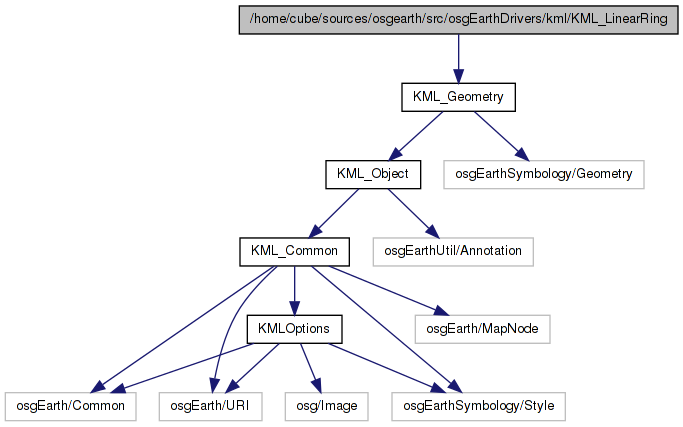 /home/cube/sources/osgearth/src/osgEarthDrivers/kml/KML_LinearRing
KML_Geometry
KML_Object
osgEarthSymbology/Geometry
KML_Common
osgEarthUtil/Annotation
KMLOptions
osgEarth/MapNode
osgEarth/Common
osgEarth/URI
osg/Image
osgEarthSymbology/Style